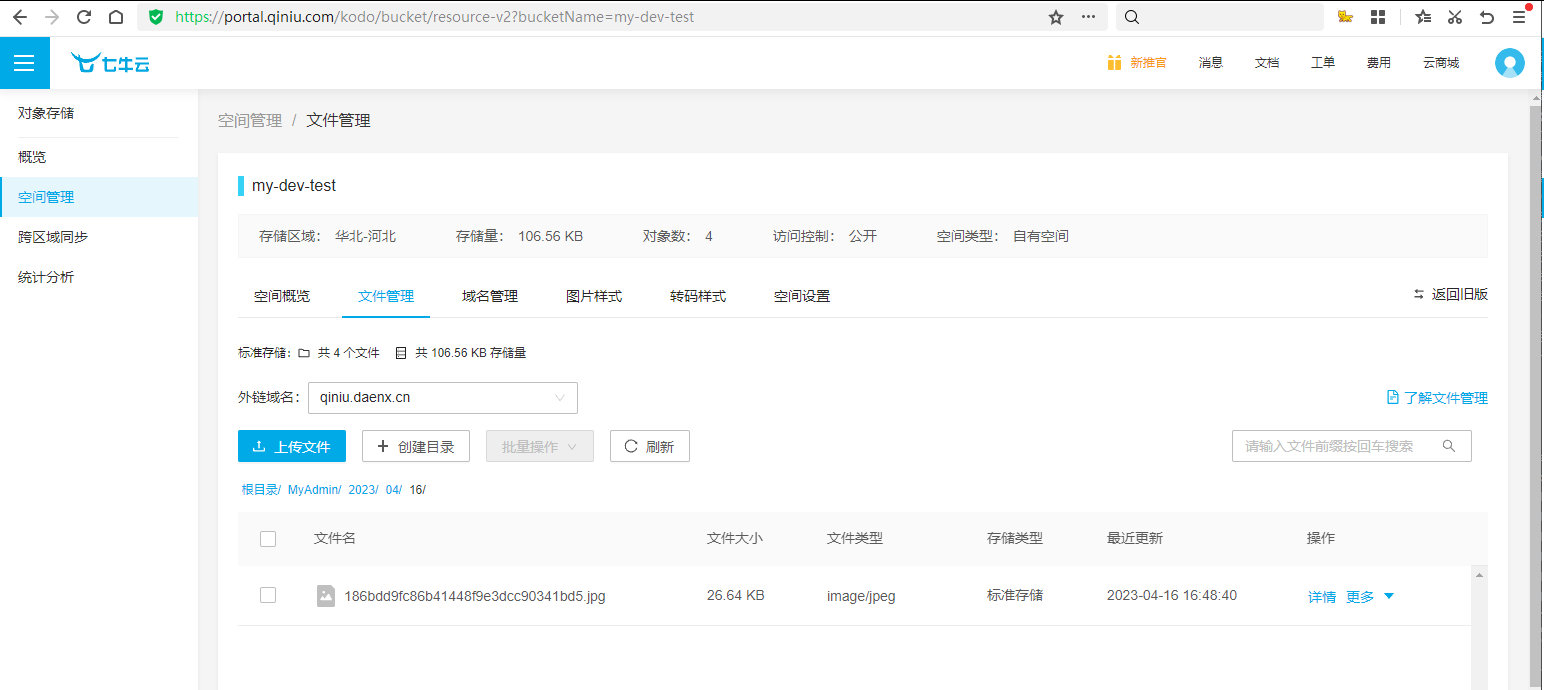 https://portal.qiniu.com/kodo/bucket/resource-v2?bucketName=my-dev-test
七牛云
新推官 消息 文档 工单 费用 云商城
对象存储
概览
空间管理
跨区域同步
统计分析
空间管理 / 文件管理
my-dev-test
存储区域： 华北-河北 存储量： 106.56 KB 对象数： 4 访问控制： 公开 空间类型： 自有空间
空间概览 文件管理 域名管理 图片样式 转码样式 空间设置 返回旧版
标准存储： 共 4 个文件 共 106.56 KB 存储量
外链域名： qiniu.daenx.cn 了解文件管理
上传文件 创建目录 批量操作 刷新 请输入文件前缀按回车搜索
根目录/ MyAdmin/ 2023/ 04/ 16/
文件名 文件大小 文件类型 存储类型 最近更新 操作
186bdd9fc86b41448f9e3dcc90341bd5.jpg 26.64 KB image/jpeg 标准存储 2023-04-16 16:48:40 详情 更多